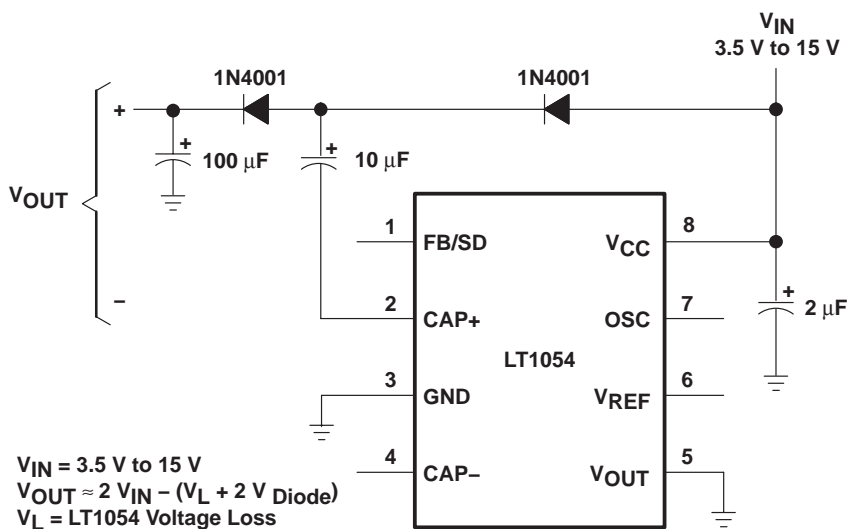 VIN
3.5 V to 15 V
1N4001
1N4001
+
+
100 μF
+
10 μF
VOUT
−
1
FB/SD
VCC
8
2
CAP+
OSC
7
+
2 μF
LT1054
3
GND
VREF
6
4
CAP−
VOUT
5
VIN = 3.5 V to 15 V
VOUT ≈ 2 VIN − (VL + 2 V Diode)
VL = LT1054 Voltage Loss